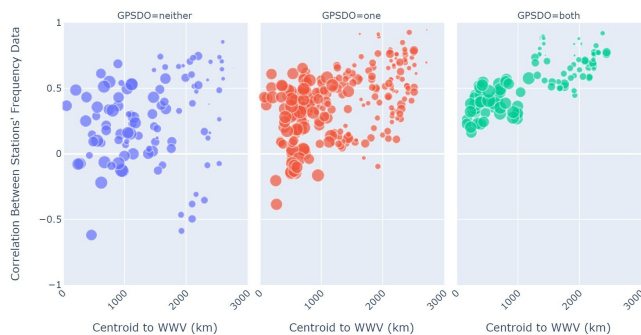 GPSDO=neither
GPSDO=one
GPSDO=both
Correlation Between Stations' Frequency Data
1
0.5
0
−0.5
−1
0
1000
2000
3000
0
1000
2000
3000
0
1000
2000
3000
Centroid to WWV (km)
Centroid to WWV (km)
Centroid to WWV (km)